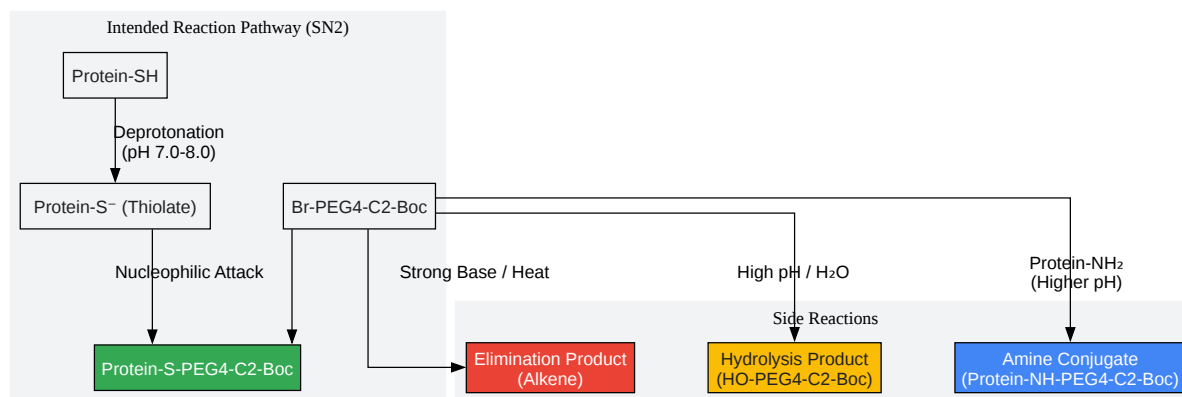 Intended Reaction Pathway (SN2)
Protein-SH
Deprotonation
(pH 7.0-8.0)
Protein-S⁻ (Thiolate)
Br-PEG4-C2-Boc
Nucleophilic Attack
Strong Base / Heat
High pH / H₂O
Protein-NH₂
(Higher pH)
Side Reactions
Protein-S-PEG4-C2-Boc
Elimination Product
(Alkene)
Hydrolysis Product
(HO-PEG4-C2-Boc)
Amine Conjugate
(Protein-NH-PEG4-C2-Boc)